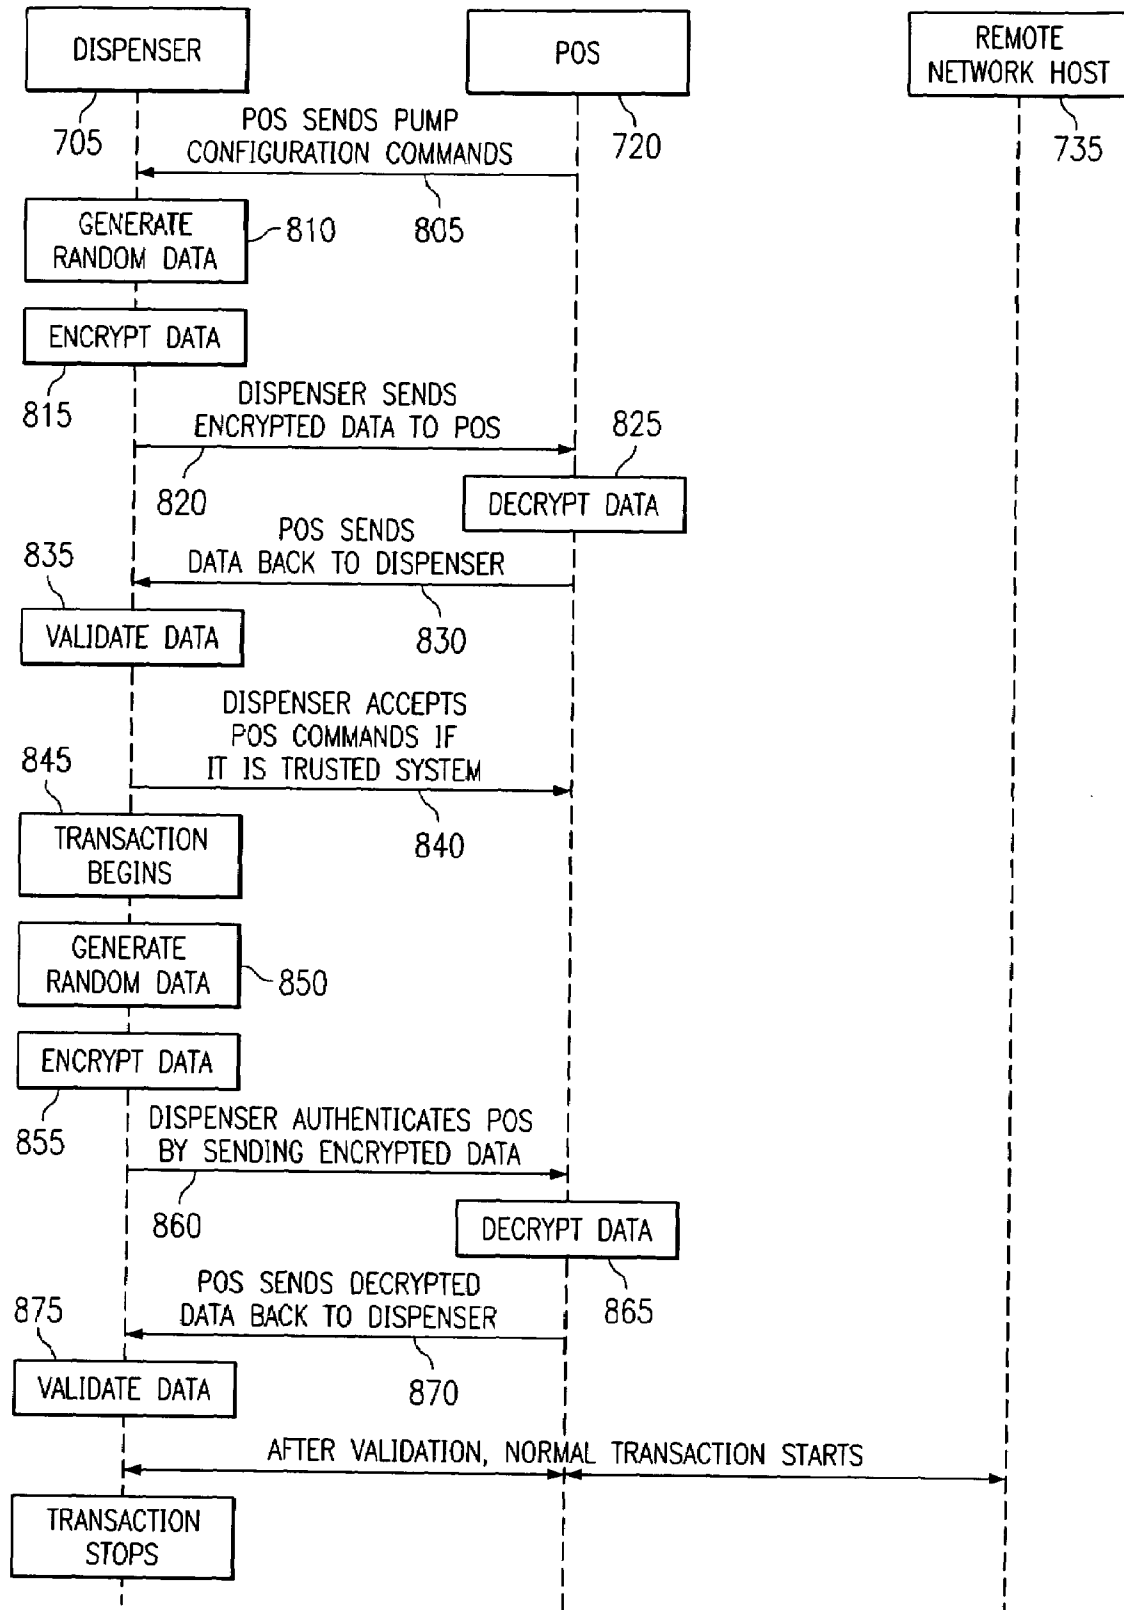 DISPENSER
POS
REMOTE
NETWORK HOST
705
720
735
POS SENDS PUMP
CONFIGURATION COMMANDS
805
GENERATE
RANDOM DATA
810
ENCRYPT DATA
815
DISPENSER SENDS
ENCRYPTED DATA TO POS
820
825
DECRYPT DATA
POS SENDS
DATA BACK TO DISPENSER
830
835
VALIDATE DATA
DISPENSER ACCEPTS
POS COMMANDS IF
IT IS TRUSTED SYSTEM
840
845
TRANSACTION
BEGINS
GENERATE
RANDOM DATA
850
ENCRYPT DATA
855
DISPENSER AUTHENTICATES POS
BY SENDING ENCRYPTED DATA
860
DECRYPT DATA
865
POS SENDS DECRYPTED
DATA BACK TO DISPENSER
870
875
VALIDATE DATA
AFTER VALIDATION, NORMAL TRANSACTION STARTS
TRANSACTION
STOPS